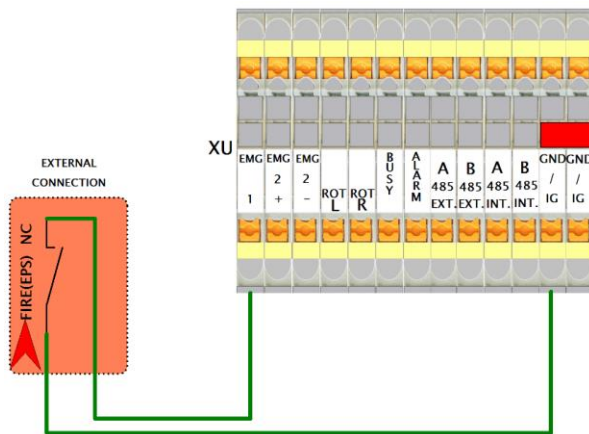 XU
EMG
1
EMG
2
+
EMG
2
-
ROT
L
ROT
R
BUSY
ALARM
A
485
EXT.
B
485
EXT.
A
485
INT.
B
485
INT.
GND
/
IG
GND
/
IG
EXTERNAL
CONNECTION
FIRE(EPS) NC